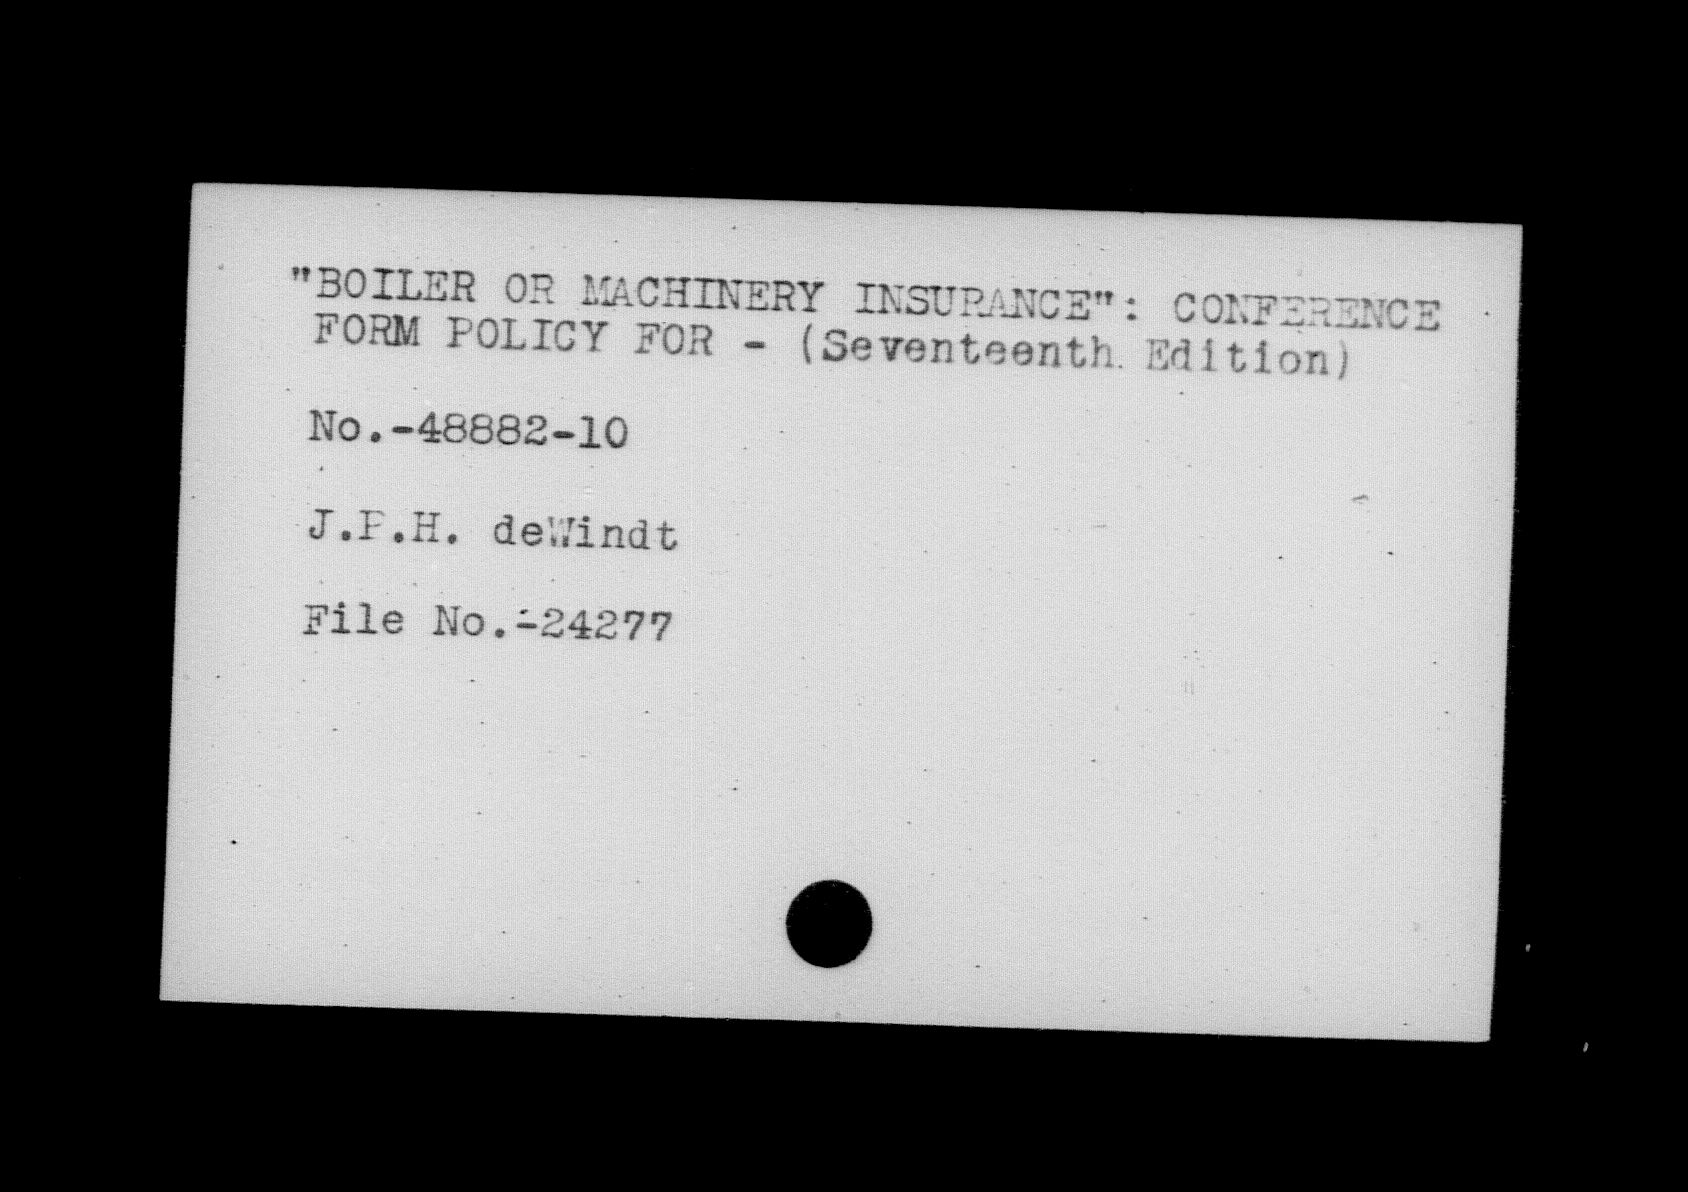 "BOILER OR MACHINERY INSURANCE": CONFERENCE
FORM POLICY FOR - (Seventeenth Edition)
No.-48882-10
J.P.H. deWindt
File No.-24277